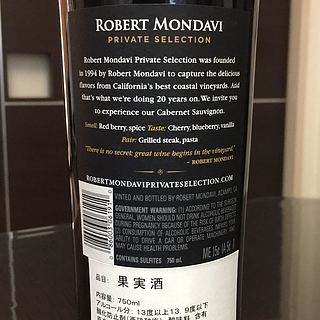 ROBERT MONDAVI
PRIVATE SELECTION
Robert Mondavi Private Selection was founded
in 1994 by Robert Mondavi to capture the delicious
flavors from California's best coastal vineyards. And
that's what we're doing 20 years on. We invite you
to experience our Cabernet Sauvignon.
Smell: Red berry, spice Taste: Cherry, blueberry, vanilla
Pair: Grilled steak, pasta
"There is no secret: great wine begins in the vineyard."
- ROBERT MONDAVI
ROBERTMONDAVIPRIVATESELECTION.COM
VINTED AND BOTTLED BY ROBERT MONDAVI, ACAMPO, CA
GOVERNMENT WARNING: (1) ACCORDING TO THE SURGEON
GENERAL, WOMEN SHOULD NOT DRINK ALCOHOLIC BEVERAGES
DURING PREGNANCY BECAUSE OF THE RISK OF BIRTH DEFECTS.
(2) CONSUMPTION OF ALCOHOLIC BEVERAGES IMPAIRS YOUR
ABILITY TO DRIVE A CAR OR OPERATE MACHINERY, AND
MAY CAUSE HEALTH PROBLEMS.
CONTAINS SULFITES 750 mL
品目: 果実酒
容量: 750ml
アルコール分: 13度以上13.9度以下